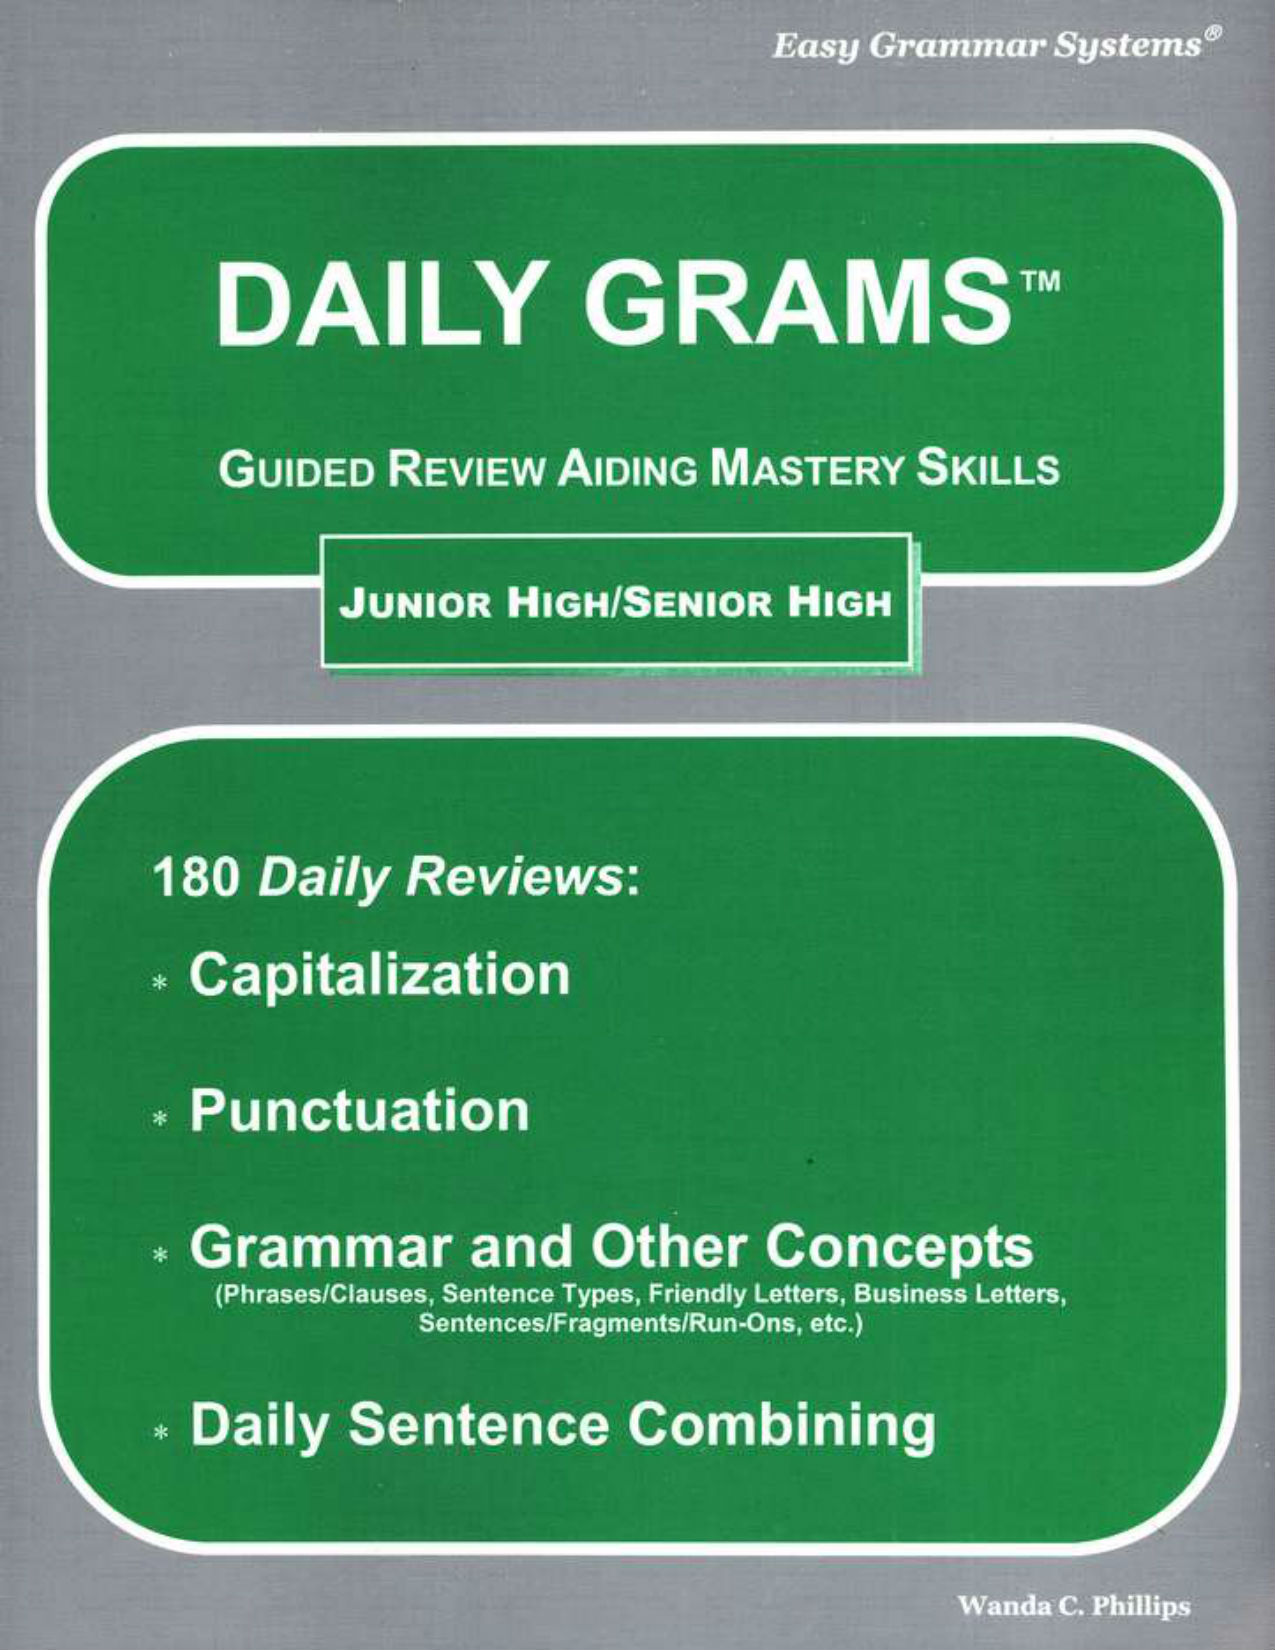 Easy Grammar Systems®
DAILY GRAMS™
GUIDED REVIEW AIDING MASTERY SKILLS
JUNIOR HIGH/SENIOR HIGH
180 Daily Reviews:
* Capitalization
* Punctuation
* Grammar and Other Concepts
(Phrases/Clauses, Sentence Types, Friendly Letters, Business Letters,
Sentences/Fragments/Run-Ons, etc.)
* Daily Sentence Combining
Wanda C. Phillips